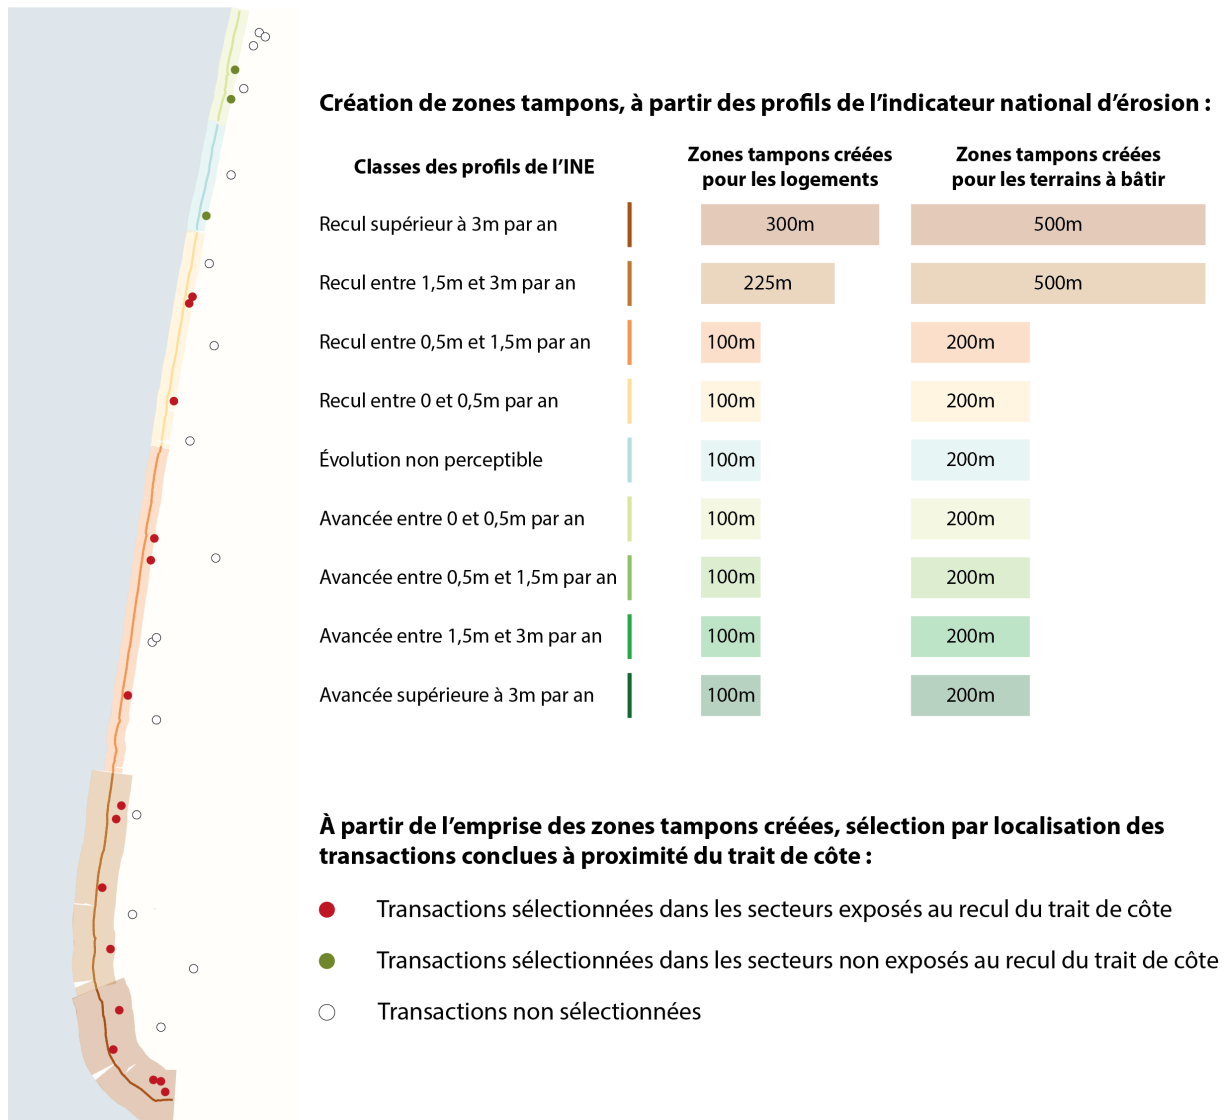 Création de zones tampons, à partir des profils de l’indicateur national d’érosion :
Classes des profils de l’INE
Zones tampons créées
pour les logements
Zones tampons créées
pour les terrains à bâtir
Recul supérieur à 3m par an
300m
500m
Recul entre 1,5m et 3m par an
225m
500m
Recul entre 0,5m et 1,5m par an
100m
200m
Recul entre 0 et 0,5m par an
100m
200m
Évolution non perceptible
100m
200m
Avancée entre 0 et 0,5m par an
100m
200m
Avancée entre 0,5m et 1,5m par an
100m
200m
Avancée entre 1,5m et 3m par an
100m
200m
Avancée supérieure à 3m par an
100m
200m
À partir de l’emprise des zones tampons créées, sélection par localisation des
transactions conclues à proximité du trait de côte :
Transactions sélectionnées dans les secteurs exposés au recul du trait de côte
Transactions sélectionnées dans les secteurs non exposés au recul du trait de côte
Transactions non sélectionnées